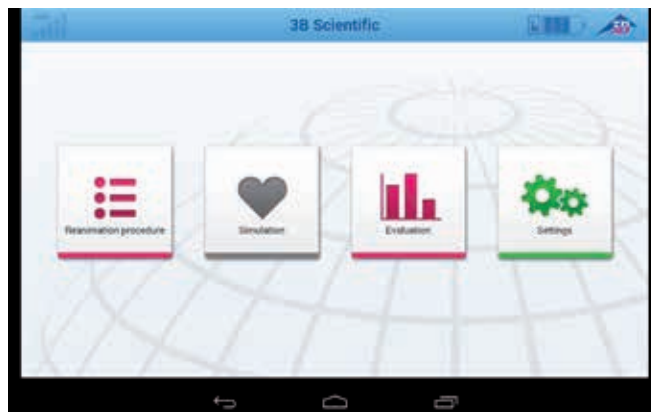 3B Scientific
Reanimation procedure
Simulation
Evaluation
Settings